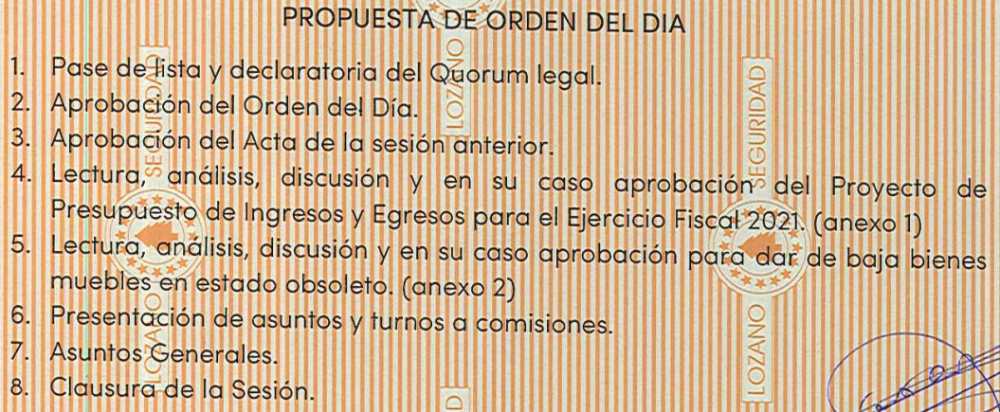 PROPUESTA DE ORDEN DEL DIA
1. Pase de lista y declaratoria del Quorum legal.
2. Aprobación del Orden del Día.
3. Aprobación del Acta de la sesión anterior.
4. Lectura, análisis, discusión y en su caso aprobación del Proyecto de
Presupuesto de Ingresos y Egresos para el Ejercicio Fiscal 2021. (anexo 1)
5. Lectura, análisis, discusión y en su caso aprobación para dar de baja bienes
muebles en estado obsoleto. (anexo 2)
6. Presentación de asuntos y turnos a comisiones.
7. Asuntos Generales.
8. Clausura de la Sesión.
SEGURIDAD
LOZANO
SEGURIDAD
LOZANO
LOZANO